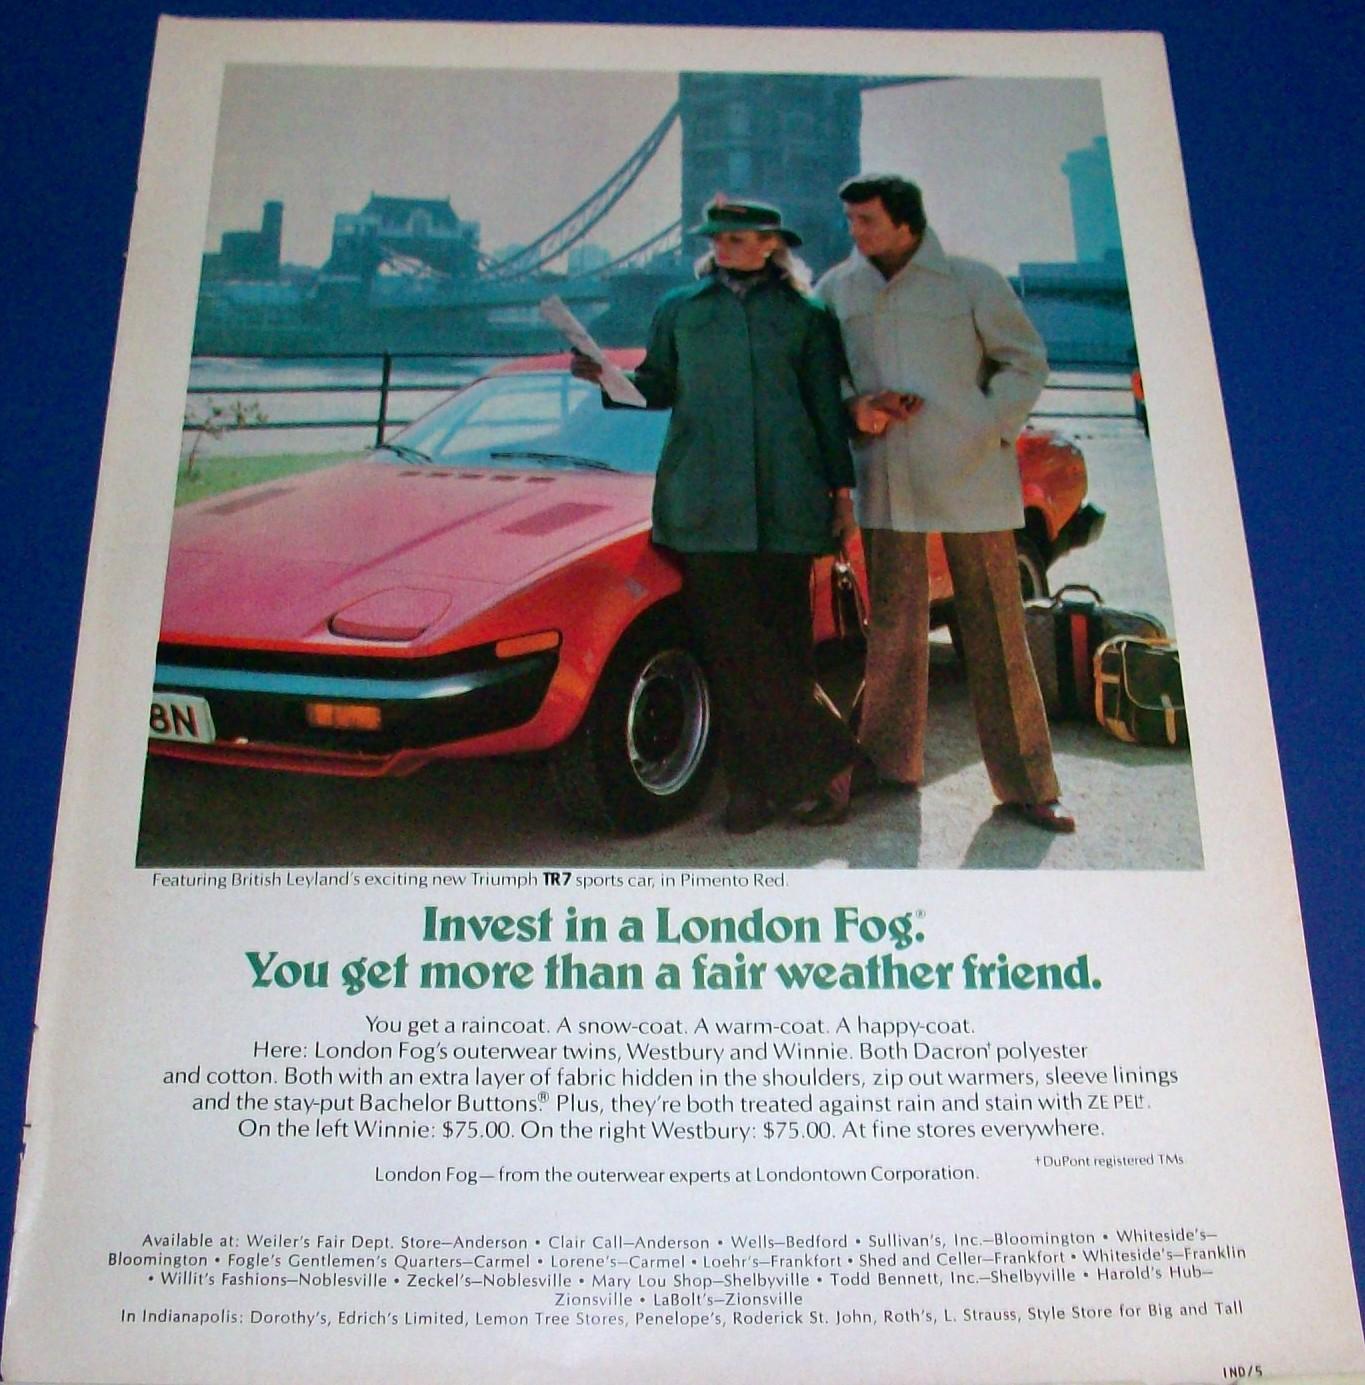 8N
Featuring British Leyland's exciting new Triumph TR7 sports car, in Pimento Red.
Invest in a London Fog.®
You get more than a fair weather friend.
You get a raincoat. A snow-coat. A warm-coat. A happy-coat.
Here: London Fog's outerwear twins, Westbury and Winnie. Both Dacron† polyester
and cotton. Both with an extra layer of fabric hidden in the shoulders, zip out warmers, sleeve linings
and the stay-put Bachelor Buttons.® Plus, they're both treated against rain and stain with ZE PEL†.
On the left Winnie: $75.00. On the right Westbury: $75.00. At fine stores everywhere.
† DuPont registered TMs
London Fog—from the outerwear experts at Londontown Corporation.
Available at: Weiler's Fair Dept. Store—Anderson • Clair Call—Anderson • Wells—Bedford • Sullivan's, Inc.—Bloomington • Whiteside's—
Bloomington • Fogle's Gentlemen's Quarters—Carmel • Lorene's—Carmel • Loehr's—Frankfort • Shed and Celler—Frankfort • Whiteside's—Franklin
• Willit's Fashions—Noblesville • Zeckel's—Noblesville • Mary Lou Shop—Shelbyville • Todd Bennett, Inc.—Shelbyville • Harold's Hub—
Zionsville • LaBolt's—Zionsville
In Indianapolis: Dorothy's, Edrich's Limited, Lemon Tree Stores, Penelope's, Roderick St. John, Roth's, L. Strauss, Style Store for Big and Tall
IND/5